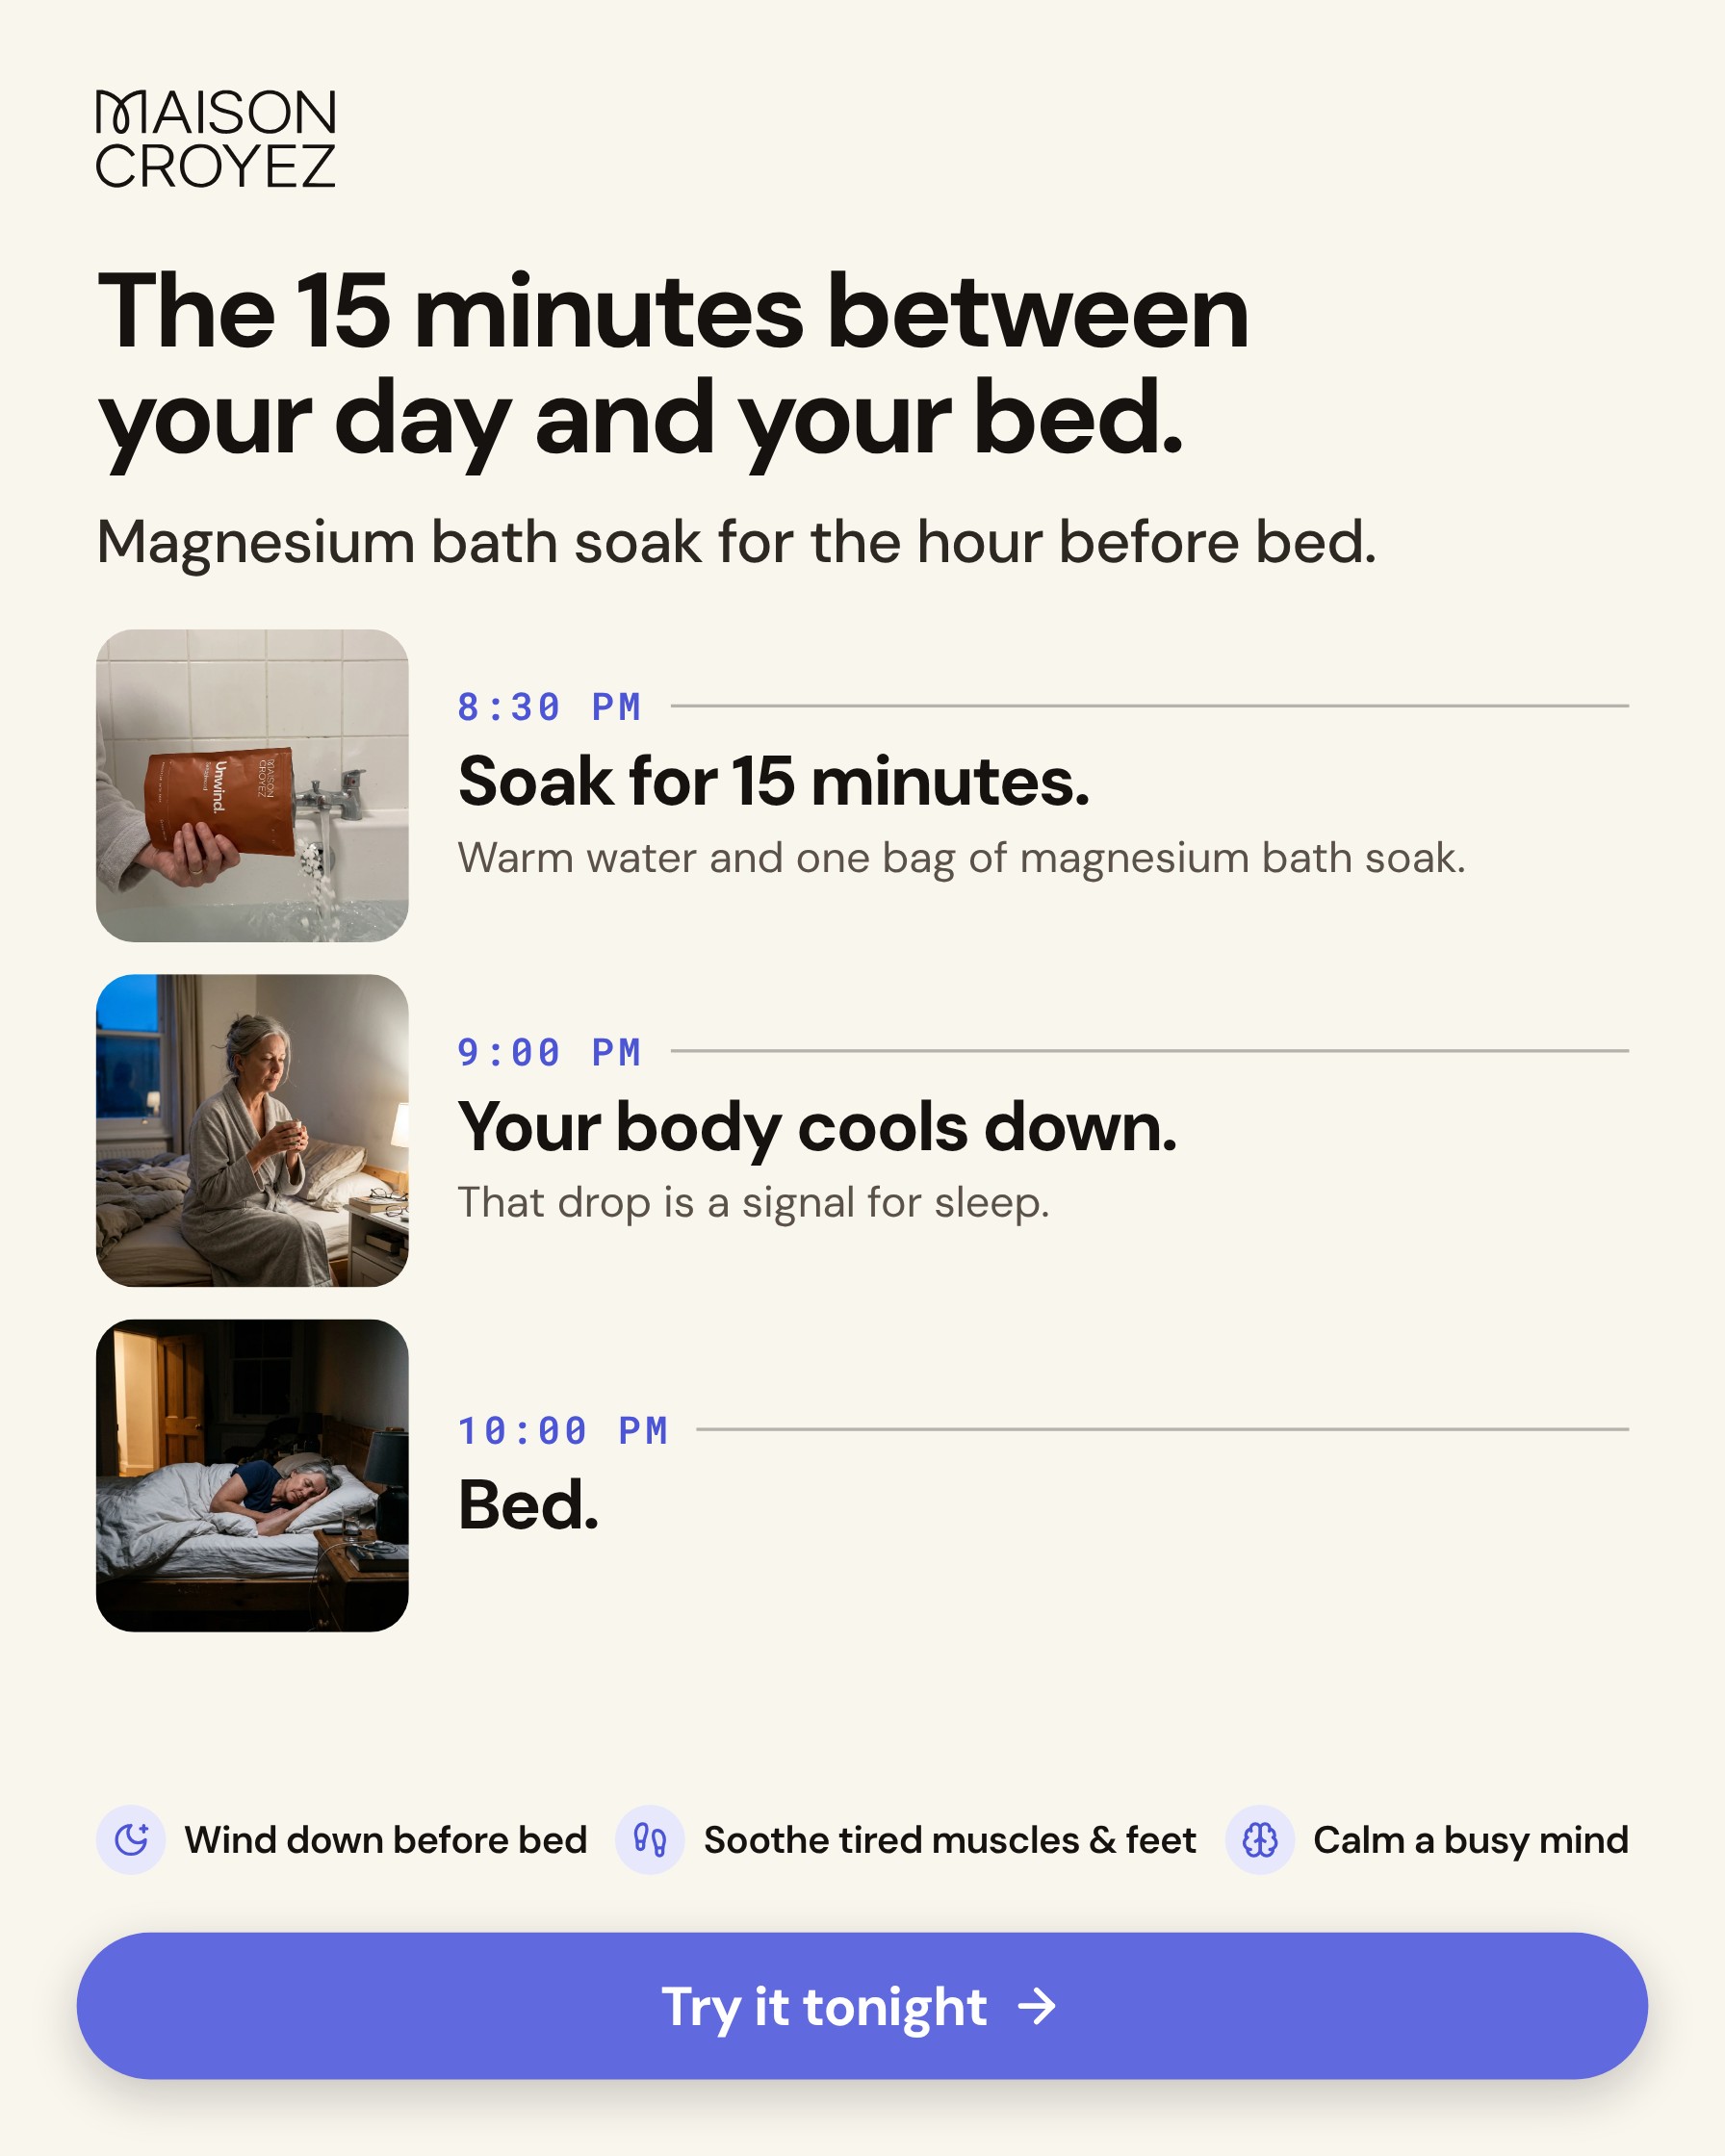 MAISON
CROYEZ
The 15 minutes between
your day and your bed.
Magnesium bath soak for the hour before bed.
MAISON
CROYEZ
Unwind.
8:30 PM
Soak for 15 minutes.
Warm water and one bag of magnesium bath soak.
9:00 PM
Your body cools down.
That drop is a signal for sleep.
10:00 PM
Bed.
Wind down before bed
Soothe tired muscles & feet
Calm a busy mind
Try it tonight →